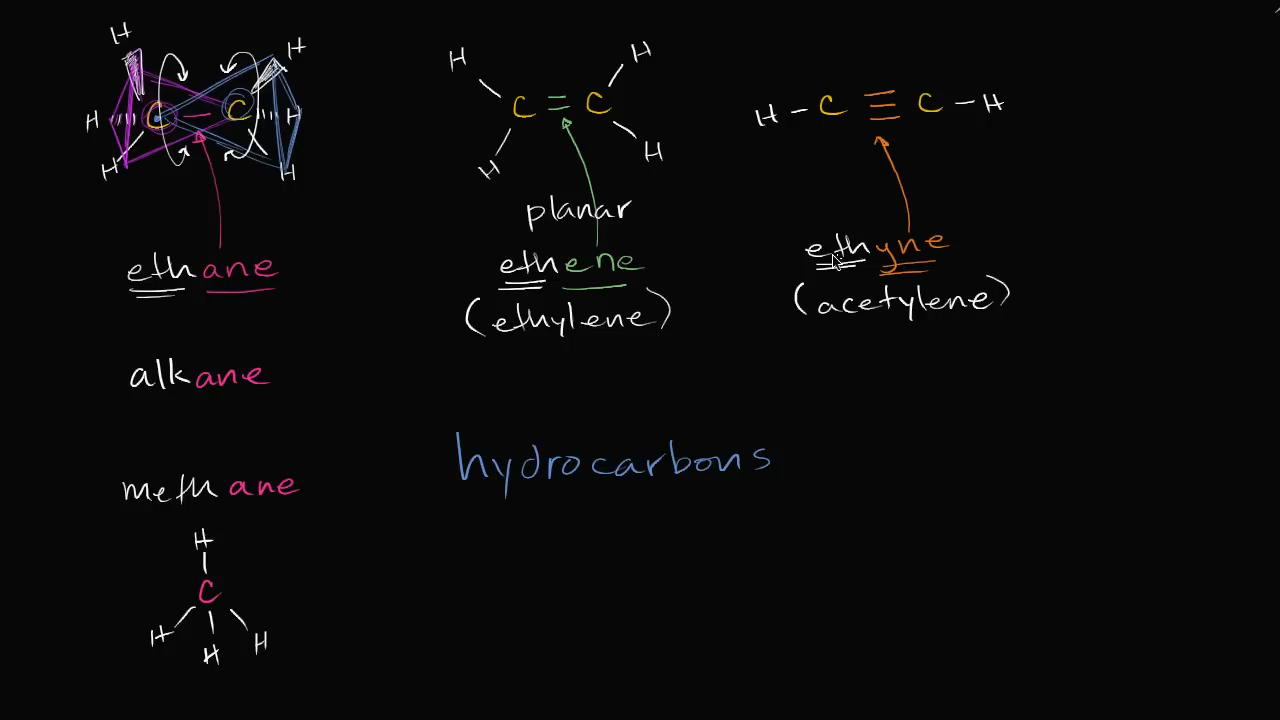 H H
H C - C H
H H
H H
C = C
H H
H - C ≡ C - H
planar
ethane
ethene
(ethylene)
ethyne
(acetylene)
alkane
hydrocarbons
methane
H
C
H H H